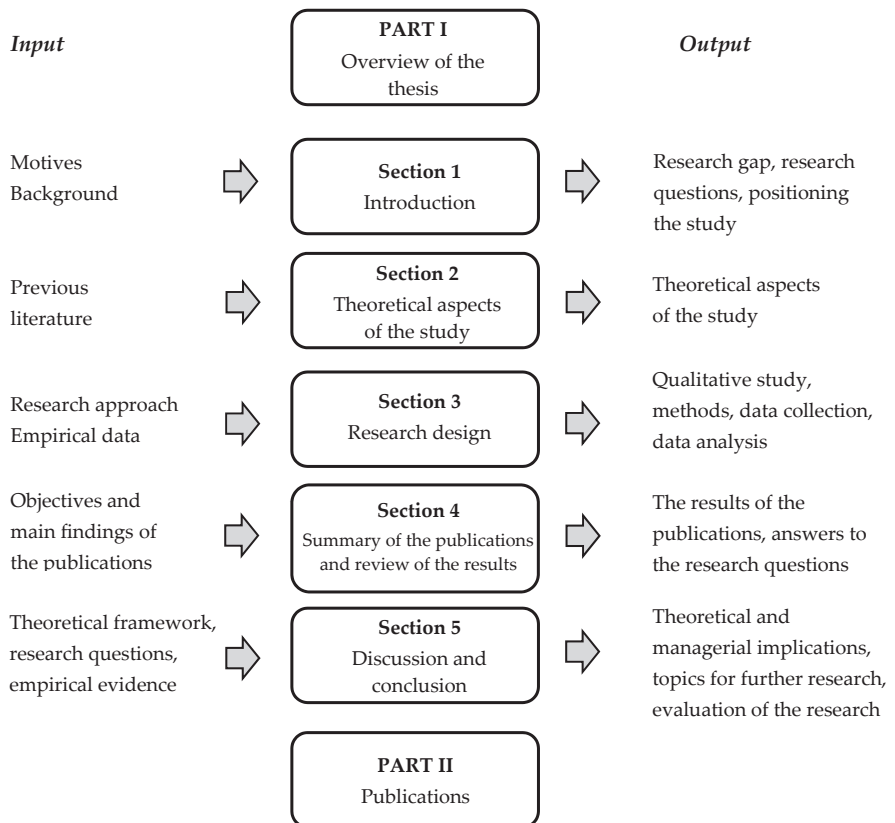 Input
PART I
Overview of the
thesis
Output
Motives
Background
Section 1
Introduction
Research gap, research
questions, positioning
the study
Previous
literature
Section 2
Theoretical aspects
of the study
Theoretical aspects
of the study
Research approach
Empirical data
Section 3
Research design
Qualitative study,
methods, data collection,
data analysis
Objectives and
main findings of
the publications
Section 4
Summary of the publications
and review of the results
The results of the
publications, answers to
the research questions
Theoretical framework,
research questions,
empirical evidence
Section 5
Discussion and
conclusion
Theoretical and
managerial implications,
topics for further research,
evaluation of the research
PART II
Publications